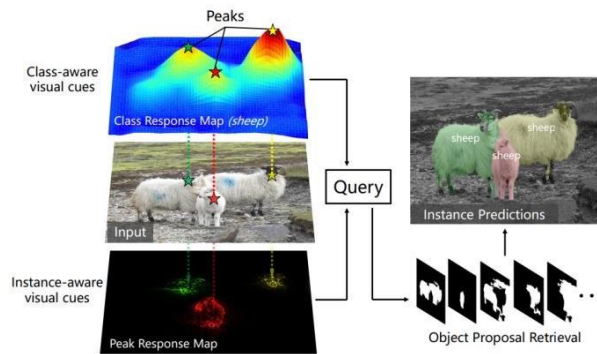 Peaks
Class-aware
visual cues
Class Response Map (sheep)
Input
Instance-aware
visual cues
Peak Response Map
Query
sheep
sheep
sheep
Instance Predictions
Object Proposal Retrieval